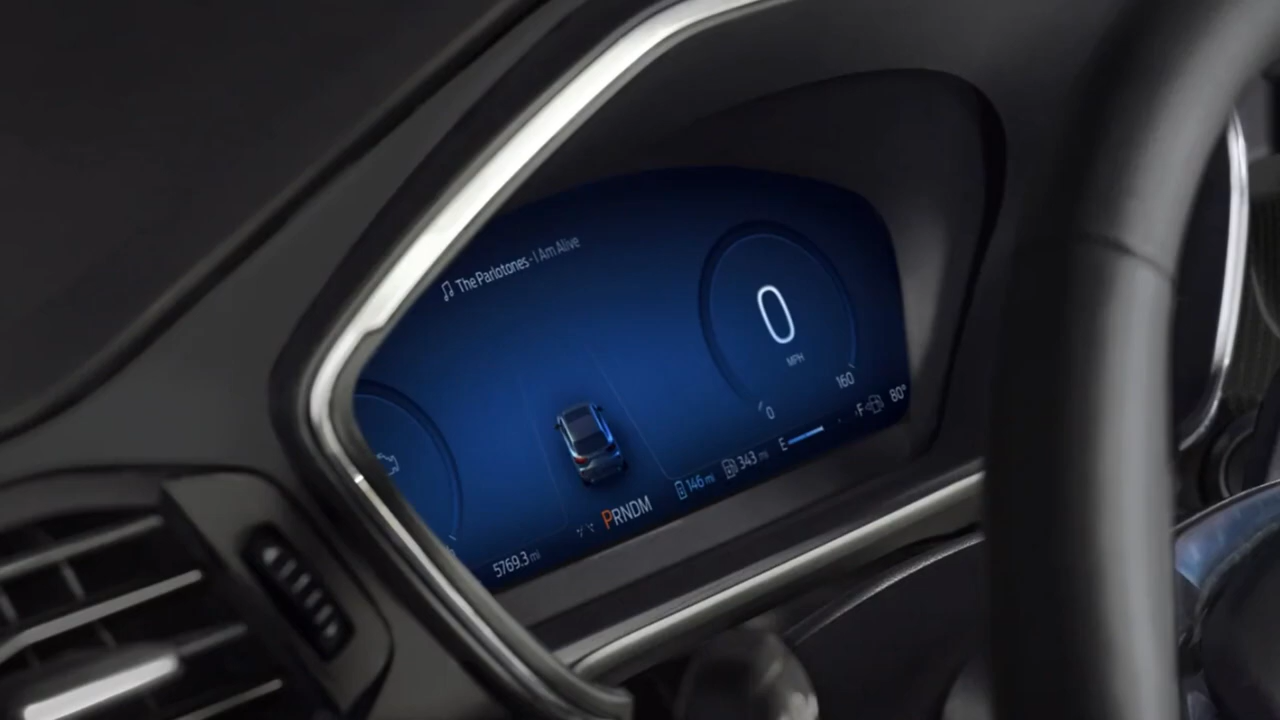 The Parlotones - I Am Alive
0
MPH
0 160
5769.3 mi PRNDM 146 mi 343 mi E F 80°